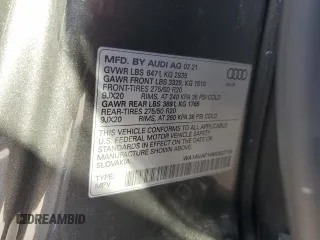 MFD. BY AUDI AG 07.21
GVWR LBS 6471, KG 2935
GAWR FRONT LBS 3329, KG 1510
FRONT-TIRES 275/50 R20
9JX20 RIMS, AT 240 KPA 35 PSI COLD
GAWR REAR LBS 3891, KG 1765
REAR-TIRES 275/50 R20
9JX20 RIMS, AT 260 KPA 38 PSI COLD
THIS VEHICLE CONFORMS TO ALL APPLICABLE
U.S. FEDERAL MOTOR VEHICLE SAFETY
STANDARDS IN EFFECT ON THE DATE OF
MANUFACTURE SHOWN ABOVE.
SLOVAKIA
TYPE:
MPV
DREAMBID